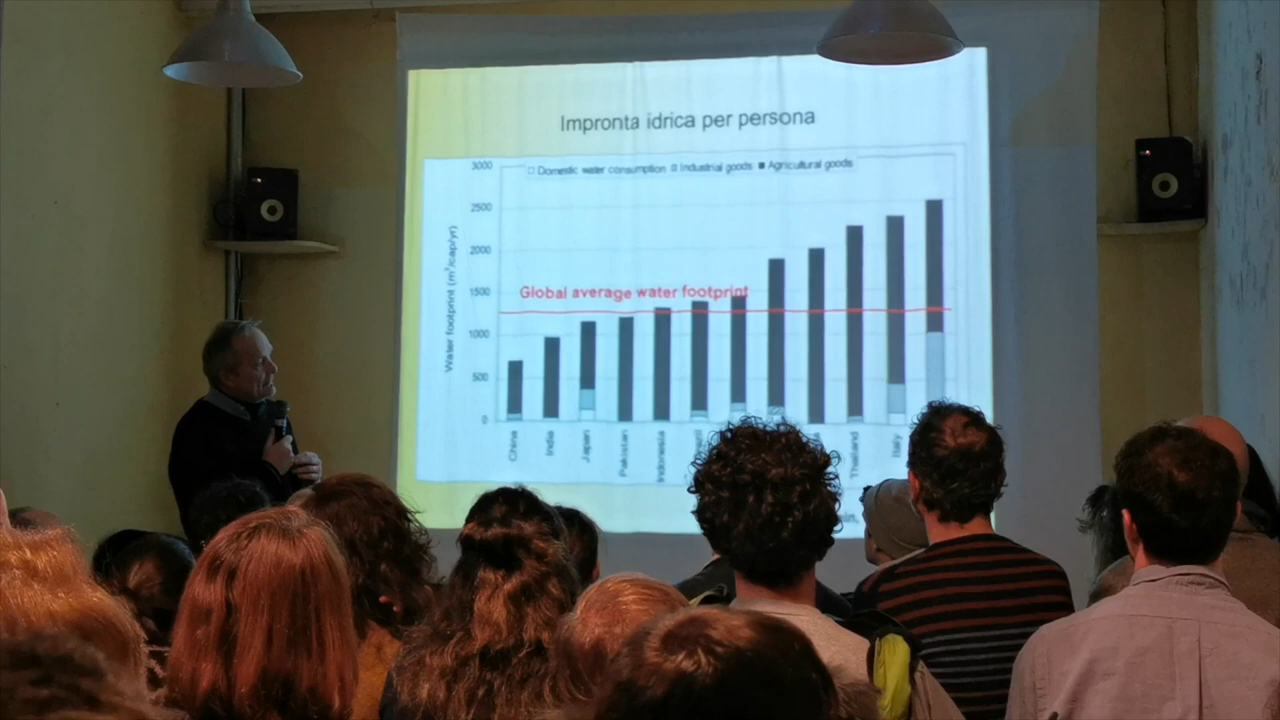 Impronta idrica per persona
Domestic water consumption Industrial goods Agricultural goods
Water footprint (m³/cap/yr)
3000
2500
2000
1500
1000
500
0
Global average water footprint
China
India
Japan
Pakistan
Indonesia
Thailand
Italy